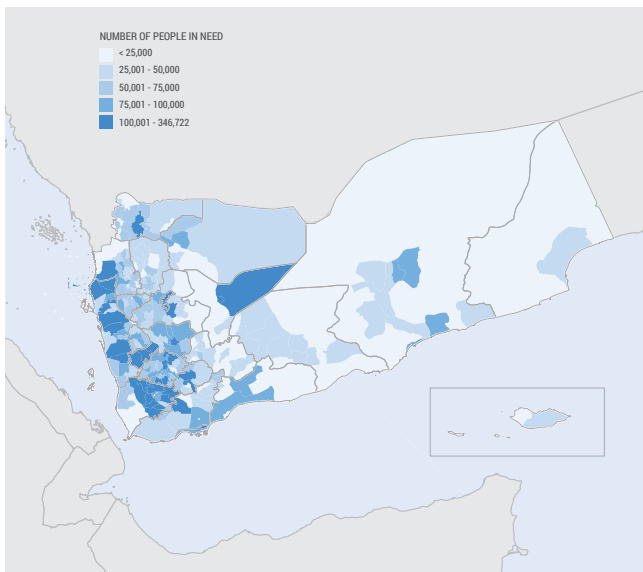 NUMBER OF PEOPLE IN NEED
< 25,000
25,001 - 50,000
50,001 - 75,000
75,001 - 100,000
100,001 - 346,722